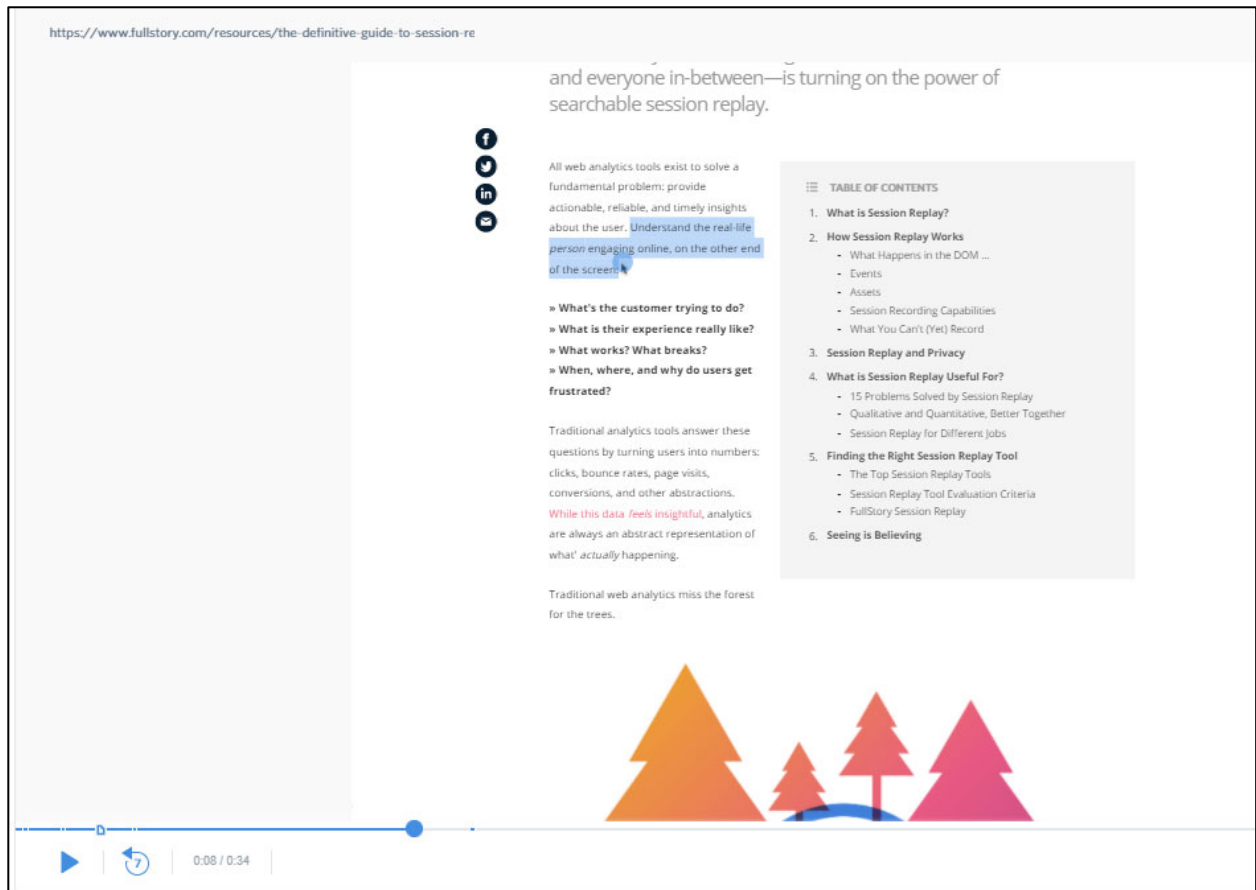 https://www.fullstory.com/resources/the-definitive-guide-to-session-re
and everyone in-between—is turning on the power of
searchable session replay.
All web analytics tools exist to solve a
fundamental problem: provide
actionable, reliable, and timely insights
about the user. Understand the real-life
person engaging online, on the other end
of the screen.
» What's the customer trying to do?
» What is their experience really like?
» What works? What breaks?
» When, where, and why do users get
frustrated?
Traditional analytics tools answer these
questions by turning users into numbers:
clicks, bounce rates, page visits,
conversions, and other abstractions.
While this data feels insightful, analytics
are always an abstract representation of
what' actually happening.
Traditional web analytics miss the forest
for the trees.
TABLE OF CONTENTS
1. What is Session Replay?
2. How Session Replay Works
- What Happens in the DOM ...
- Events
- Assets
- Session Recording Capabilities
- What You Can't (Yet) Record
3. Session Replay and Privacy
4. What is Session Replay Useful For?
- 15 Problems Solved by Session Replay
- Qualitative and Quantitative, Better Together
- Session Replay for Different Jobs
5. Finding the Right Session Replay Tool
- The Top Session Replay Tools
- Session Replay Tool Evaluation Criteria
- FullStory Session Replay
6. Seeing is Believing
7
0:08 / 0:34